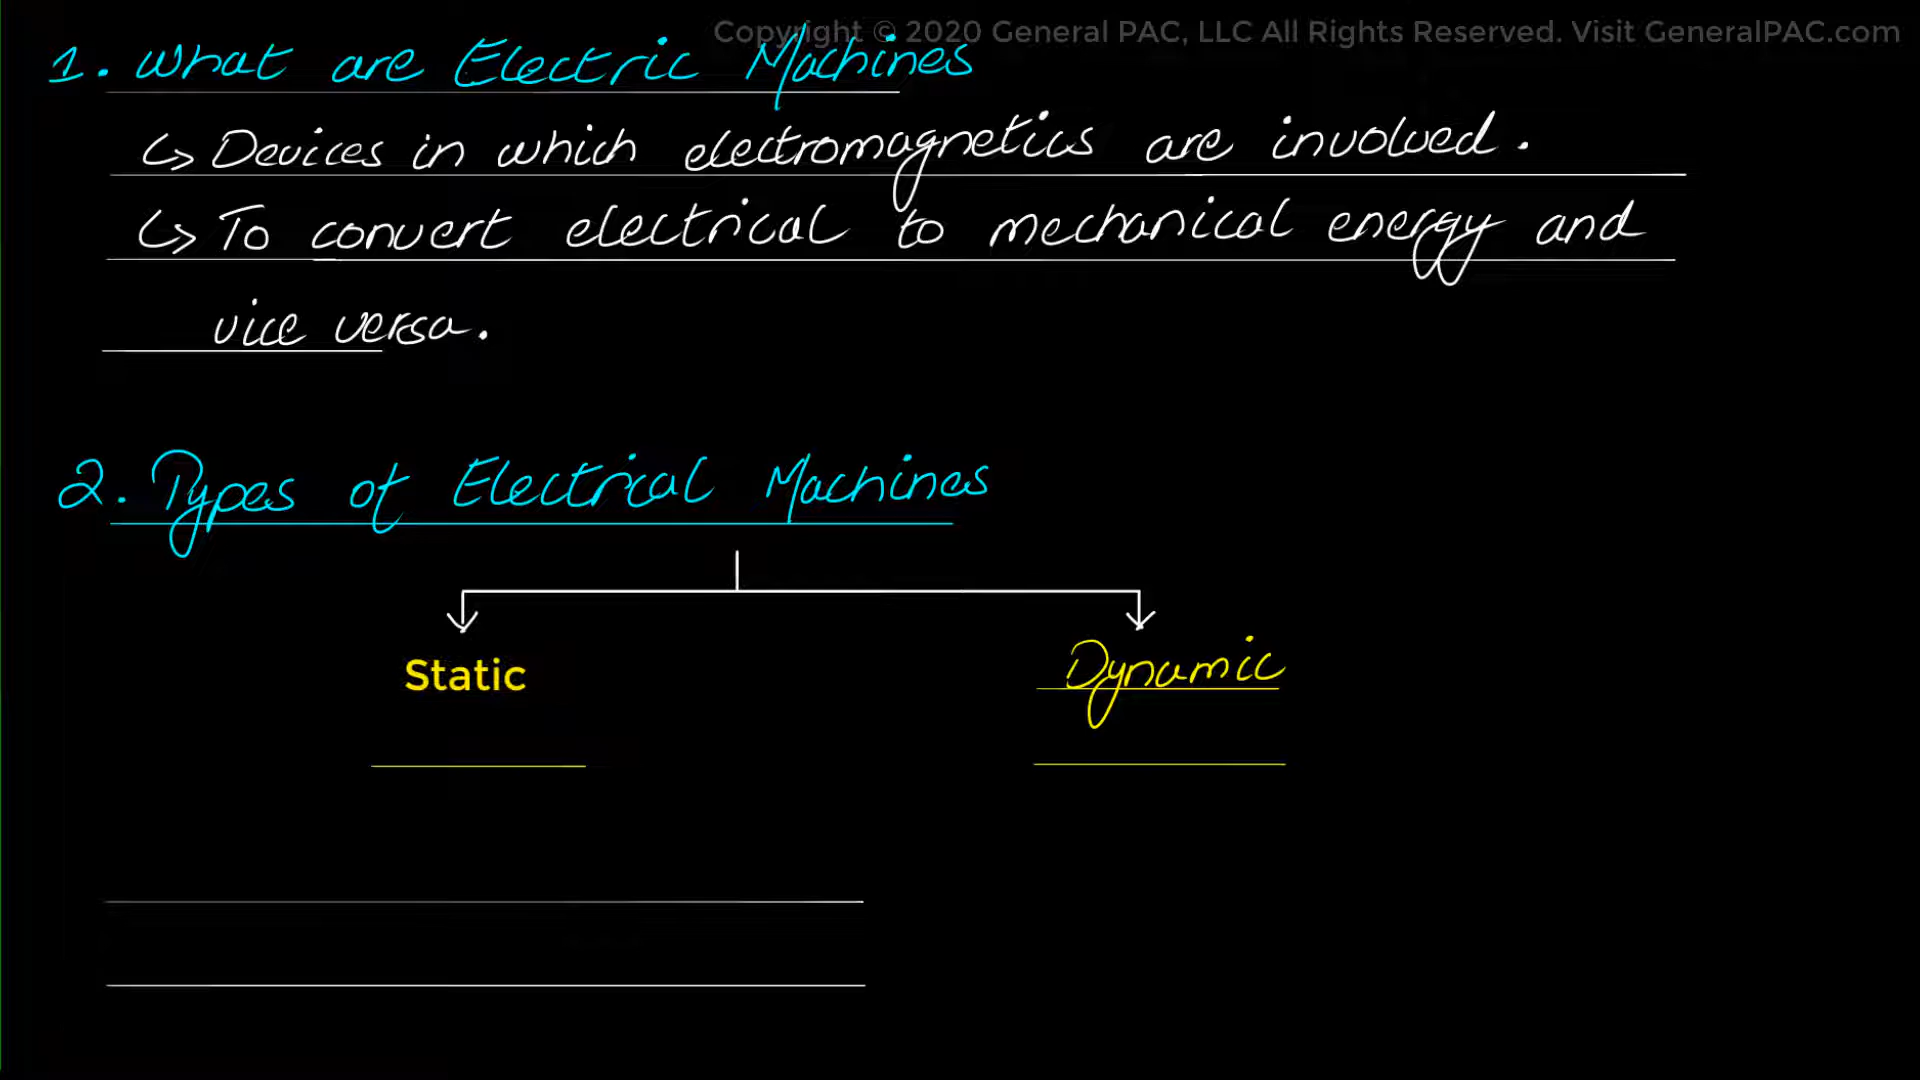 Copyright © 2020 General PAC, LLC All Rights Reserved. Visit GeneralPAC.com
1. What are Electric Machines
↳ Devices in which electromagnetics are involved.
↳ To convert electrical to mechanical energy and
vice versa.
2. Types of Electrical Machines
Static
Dynamic